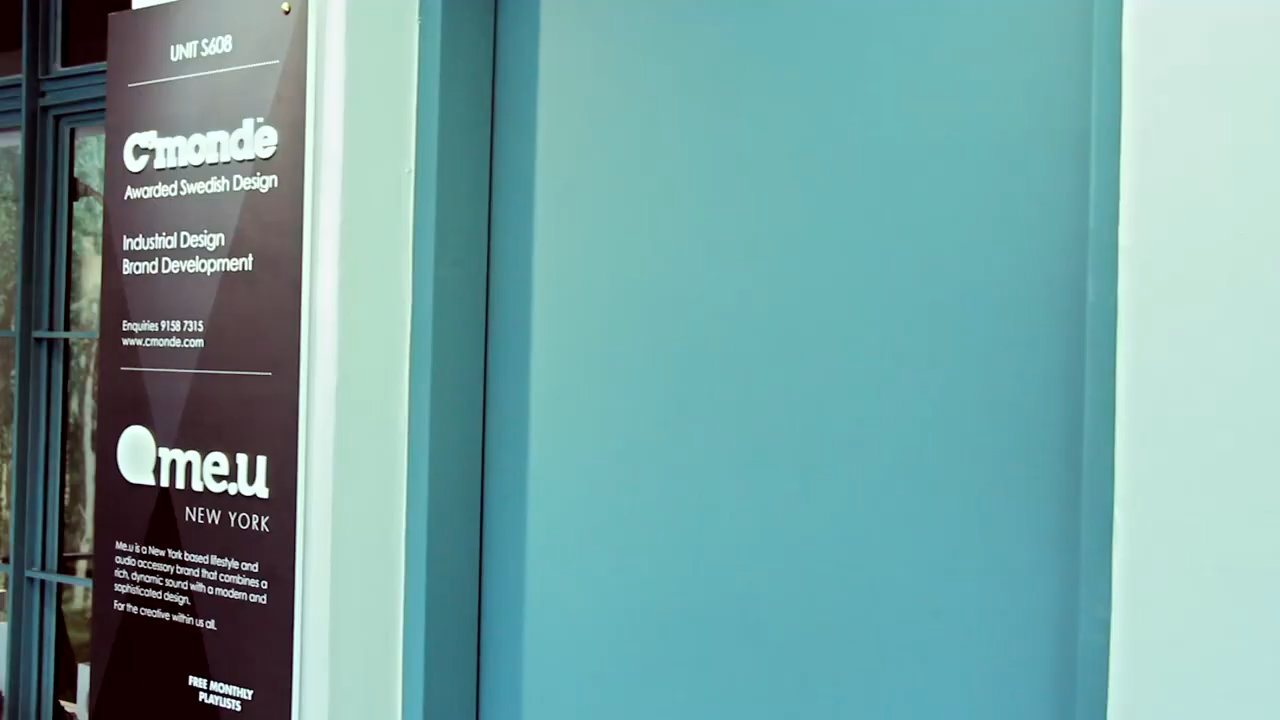 UNIT S608
C'monde
Awarded Swedish Design
Industrial Design
Brand Development
Enquiries 9158 7315
www.cmonde.com
me.u
NEW YORK
Me.u is a New York based lifestyle and
audio accessory brand that combines a
rich, dynamic sound with a modern and
sophisticated design.
For the creative within us all.
FREE MONTHLY
PLAYLISTS